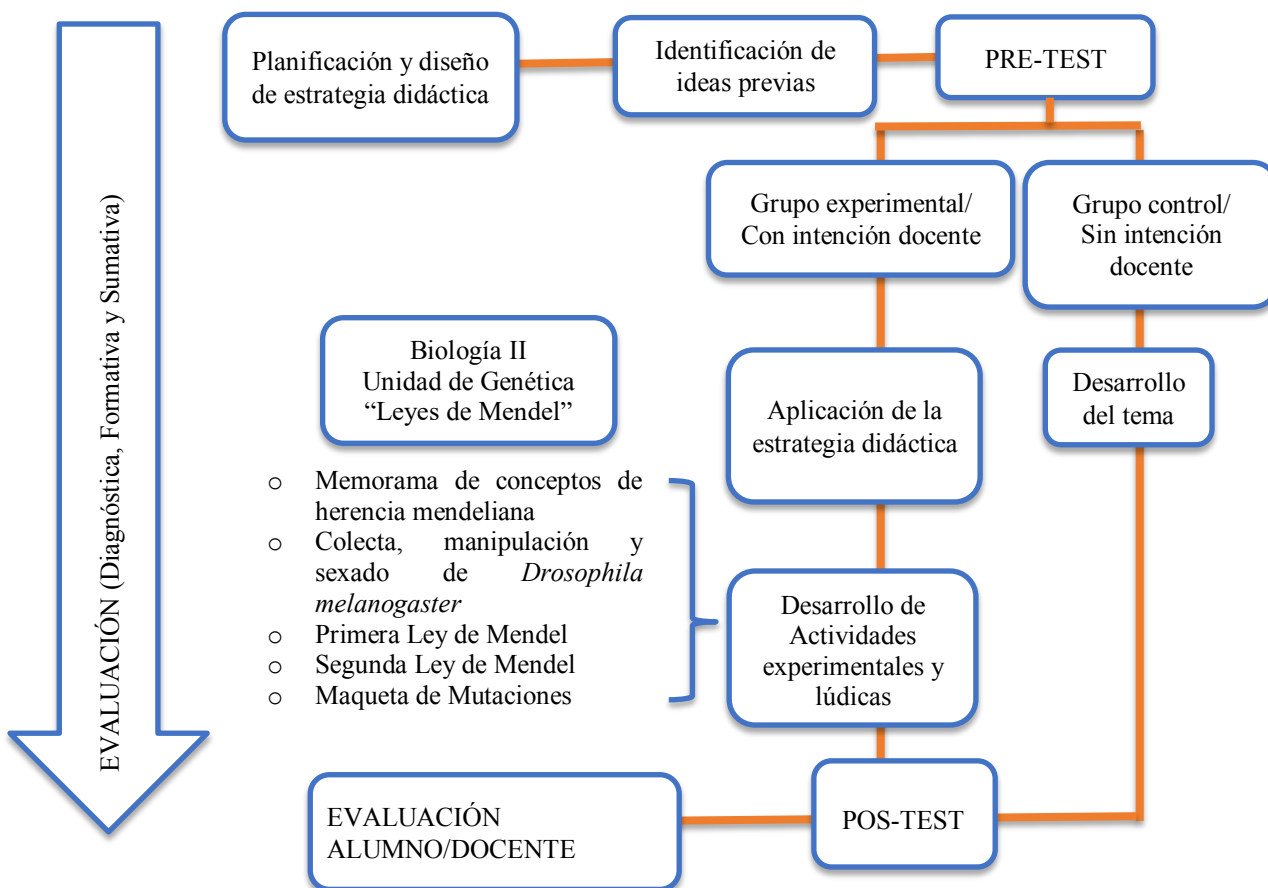 Planificación y diseño
de estrategia didáctica
Identificación de
ideas previas
PRE-TEST
EVALUACIÓN (Diagnóstica, Formativa y Sumativa)
Grupo experimental/
Con intención docente
Grupo control/
Sin intención
docente
Biología II
Unidad de Genética
“Leyes de Mendel”
Aplicación de la
estrategia didáctica
Desarrollo
del tema
o Memorama de conceptos de
herencia mendeliana
o Colecta, manipulación y
sexado de Drosophila
melanogaster
o Primera Ley de Mendel
o Segunda Ley de Mendel
o Maqueta de Mutaciones
Desarrollo de
Actividades
experimentales y
lúdicas
EVALUACIÓN
ALUMNO/DOCENTE
POS-TEST